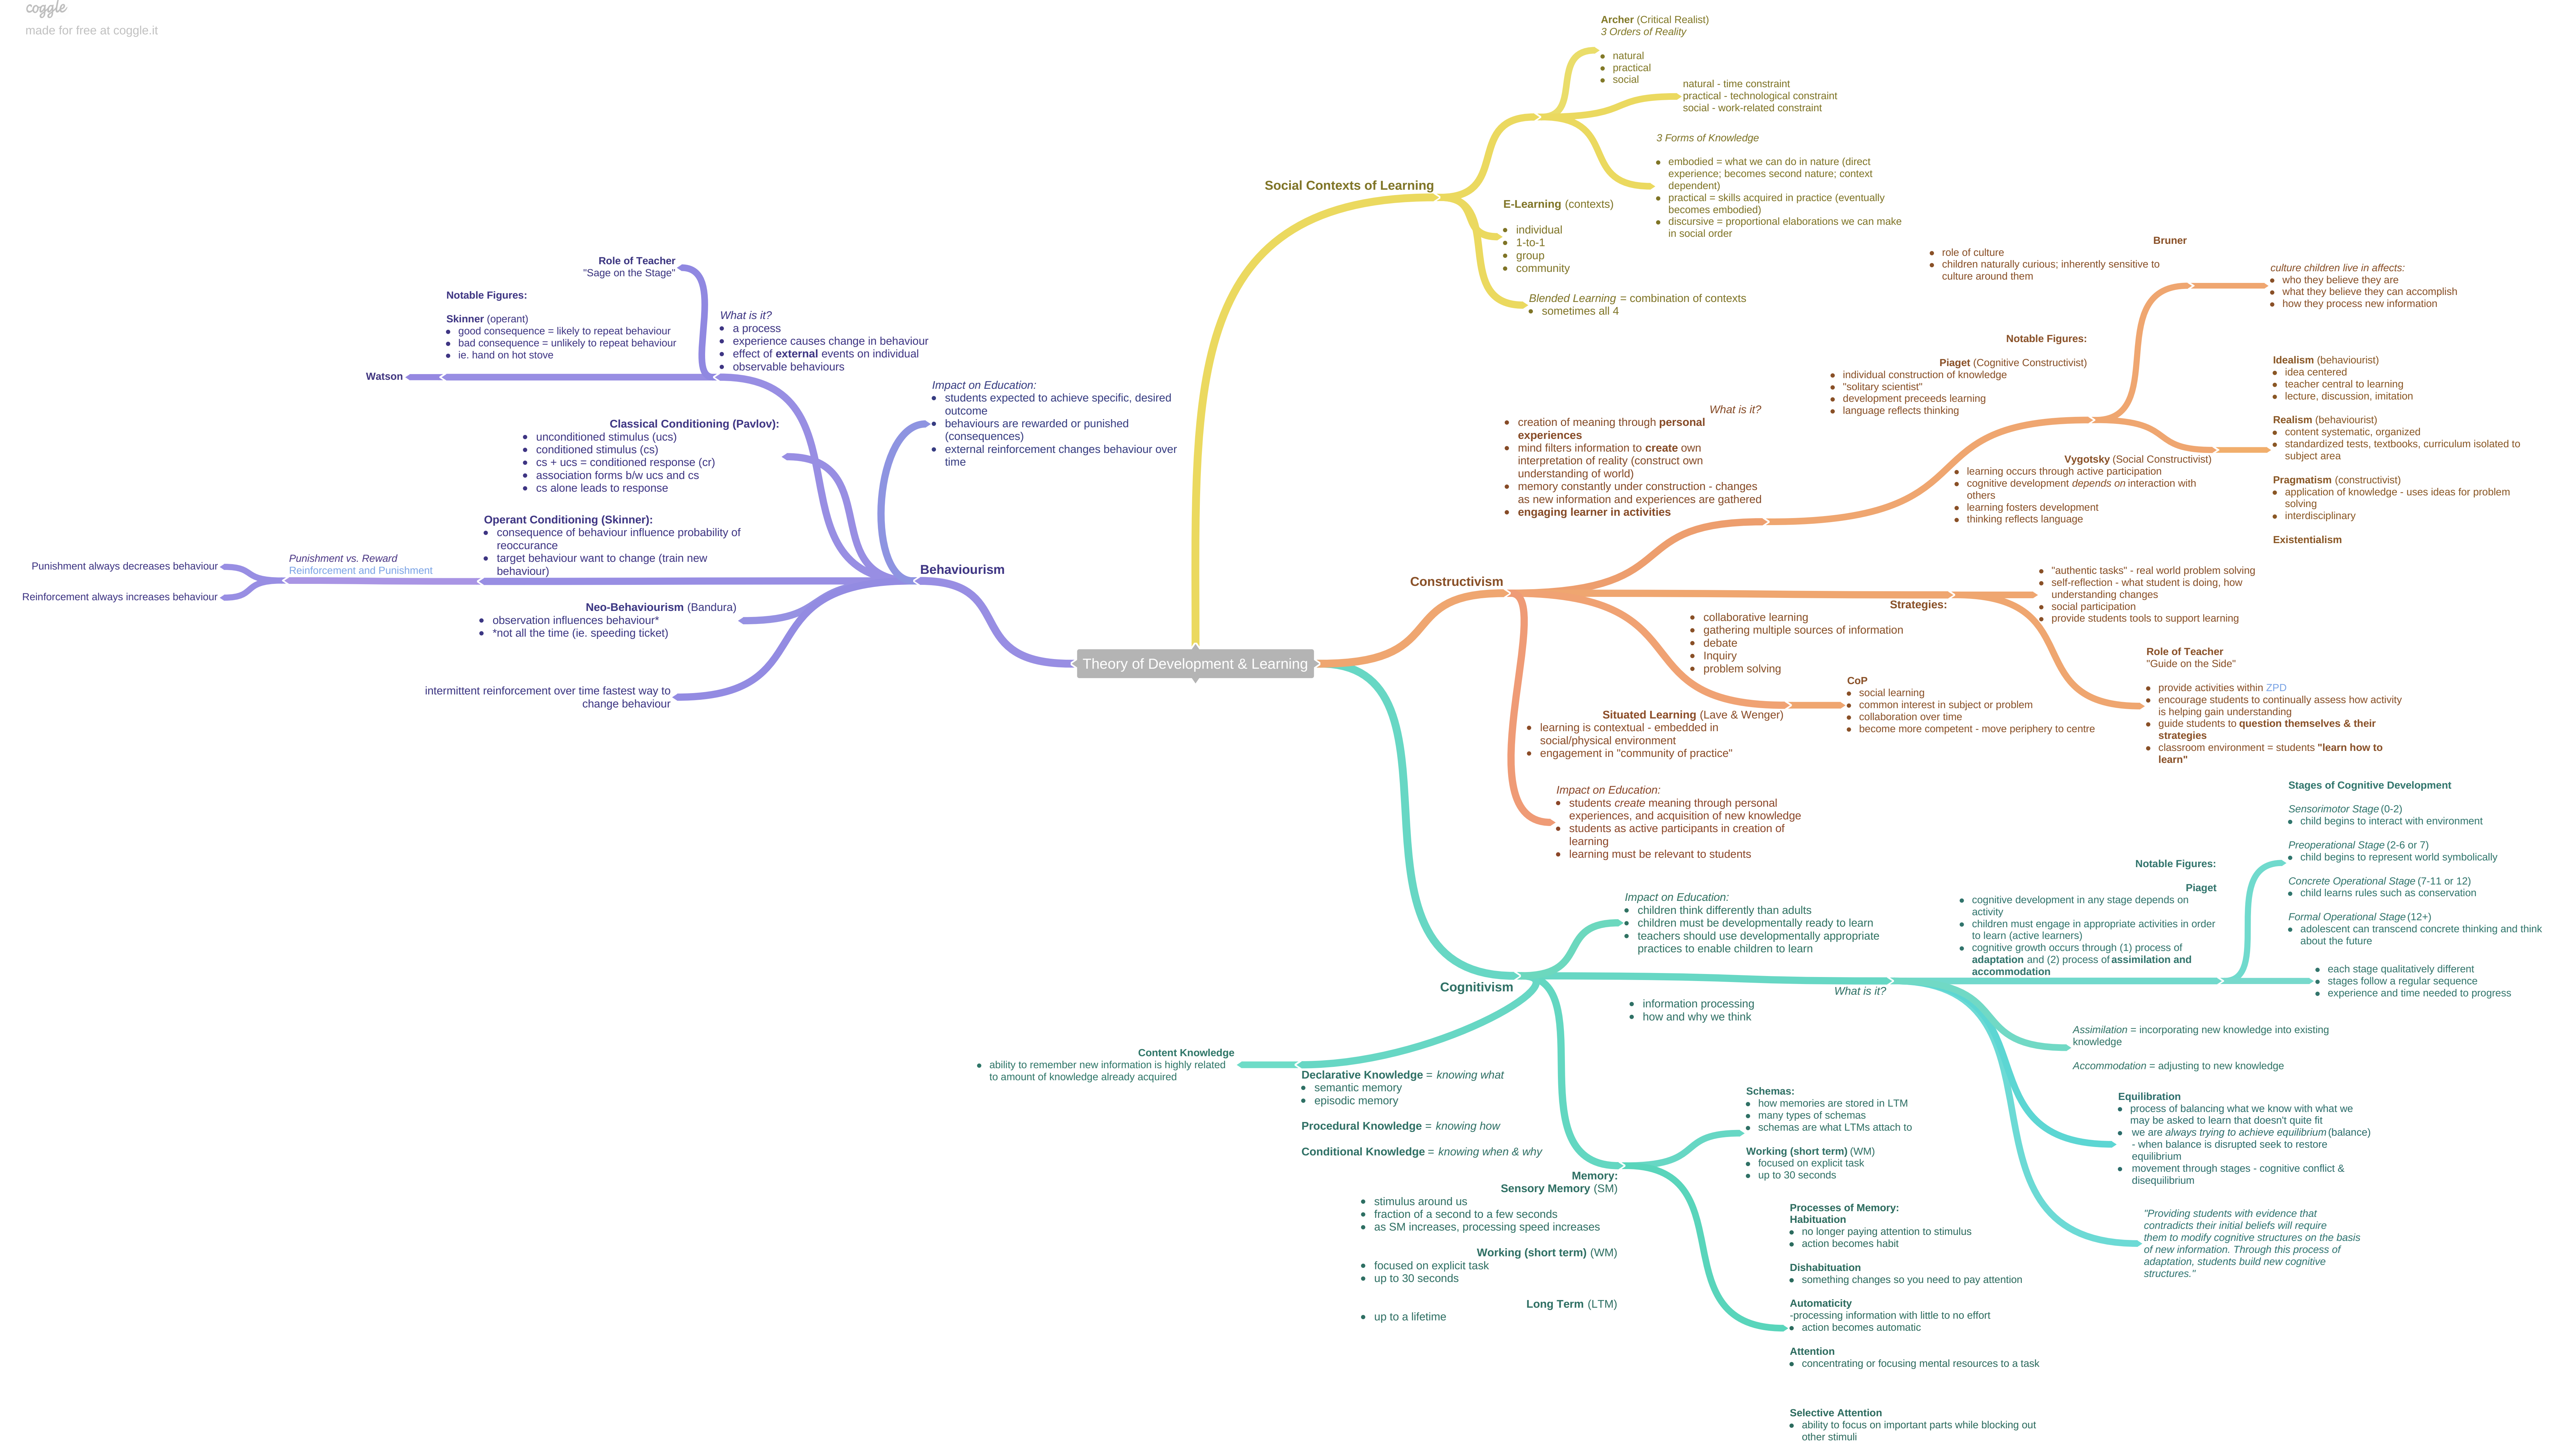 coggle
made for free at coggle.it
Theory of Development & Learning
Social Contexts of Learning
Archer (Critical Realist)
3 Orders of Reality
natural
practical
social
natural - time constraint
practical - technological constraint
social - work-related constraint
3 Forms of Knowledge
embodied = what we can do in nature (direct
experience; becomes second nature; context
dependent)
practical = skills acquired in practice (eventually
becomes embodied)
discursive = proportional elaborations we can make
in social order
E-Learning (contexts)
individual
1-to-1
group
community
Blended Learning = combination of contexts
sometimes all 4
Behaviourism
Role of Teacher
"Sage on the Stage"
Notable Figures:
Skinner (operant)
good consequence = likely to repeat behaviour
bad consequence = unlikely to repeat behaviour
ie. hand on hot stove
Watson
What is it?
a process
experience causes change in behaviour
effect of external events on individual
observable behaviours
Impact on Education:
students expected to achieve specific, desired
outcome
behaviours are rewarded or punished
(consequences)
external reinforcement changes behaviour over
time
Classical Conditioning (Pavlov):
unconditioned stimulus (ucs)
conditioned stimulus (cs)
cs + ucs = conditioned response (cr)
association forms b/w ucs and cs
cs alone leads to response
Operant Conditioning (Skinner):
consequence of behaviour influence probability of
reoccurance
target behaviour want to change (train new
behaviour)
Punishment vs. Reward
Reinforcement and Punishment
Punishment always decreases behaviour
Reinforcement always increases behaviour
Neo-Behaviourism (Bandura)
observation influences behaviour*
*not all the time (ie. speeding ticket)
intermittent reinforcement over time fastest way to
change behaviour
Constructivism
What is it?
creation of meaning through personal
experiences
mind filters information to create own
interpretation of reality (construct own
understanding of world)
memory constantly under construction - changes
as new information and experiences are gathered
engaging learner in activities
Notable Figures:
Piaget (Cognitive Constructivist)
individual construction of knowledge
"solitary scientist"
development preceeds learning
language reflects thinking
Bruner
role of culture
children naturally curious; inherently sensitive to
culture around them
culture children live in affects:
who they believe they are
what they believe they can accomplish
how they process new information
Vygotsky (Social Constructivist)
learning occurs through active participation
cognitive development depends on interaction with
others
learning fosters development
thinking reflects language
Idealism (behaviourist)
idea centered
teacher central to learning
lecture, discussion, imitation
Realism (behaviourist)
content systematic, organized
standardized tests, textbooks, curriculum isolated to
subject area
Pragmatism (constructivist)
application of knowledge - uses ideas for problem
solving
interdisciplinary
Existentialism
Strategies:
collaborative learning
gathering multiple sources of information
debate
Inquiry
problem solving
"authentic tasks" - real world problem solving
self-reflection - what student is doing, how
understanding changes
social participation
provide students tools to support learning
Role of Teacher
"Guide on the Side"
provide activities within ZPD
encourage students to continually assess how activity
is helping gain understanding
guide students to question themselves & their
strategies
classroom environment = students "learn how to
learn"
Situated Learning (Lave & Wenger)
learning is contextual - embedded in
social/physical environment
engagement in "community of practice"
CoP
social learning
common interest in subject or problem
collaboration over time
become more competent - move periphery to centre
Impact on Education:
students create meaning through personal
experiences, and acquisition of new knowledge
students as active participants in creation of
learning
learning must be relevant to students
Cognitivism
Impact on Education:
children think differently than adults
children must be developmentally ready to learn
teachers should use developmentally appropriate
practices to enable children to learn
What is it?
information processing
how and why we think
Notable Figures:
Piaget
cognitive development in any stage depends on
activity
children must engage in appropriate activities in order
to learn (active learners)
cognitive growth occurs through (1) process of
adaptation and (2) process of assimilation and
accommodation
Stages of Cognitive Development
Sensorimotor Stage (0-2)
child begins to interact with environment
Preoperational Stage (2-6 or 7)
child begins to represent world symbolically
Concrete Operational Stage (7-11 or 12)
child learns rules such as conservation
Formal Operational Stage (12+)
adolescent can transcend concrete thinking and think
about the future
each stage qualitatively different
stages follow a regular sequence
experience and time needed to progress
Assimilation = incorporating new knowledge into existing
knowledge
Accommodation = adjusting to new knowledge
Equilibration
process of balancing what we know with what we
may be asked to learn that doesn't quite fit
we are always trying to achieve equilibrium (balance)
- when balance is disrupted seek to restore
equilibrium
movement through stages - cognitive conflict &
disequilibrium
"Providing students with evidence that
contradicts their initial beliefs will require
them to modify cognitive structures on the basis
of new information. Through this process of
adaptation, students build new cognitive
structures."
Content Knowledge
ability to remember new information is highly related
to amount of knowledge already acquired
Declarative Knowledge = knowing what
semantic memory
episodic memory
Procedural Knowledge = knowing how
Conditional Knowledge = knowing when & why
Memory:
Sensory Memory (SM)
stimulus around us
fraction of a second to a few seconds
as SM increases, processing speed increases
Working (short term) (WM)
focused on explicit task
up to 30 seconds
Long Term (LTM)
up to a lifetime
Schemas:
how memories are stored in LTM
many types of schemas
schemas are what LTMs attach to
Working (short term) (WM)
focused on explicit task
up to 30 seconds
Processes of Memory:
Habituation
no longer paying attention to stimulus
action becomes habit
Dishabituation
something changes so you need to pay attention
Automaticity
-processing information with little to no effort
action becomes automatic
Attention
concentrating or focusing mental resources to a task
Selective Attention
ability to focus on important parts while blocking out
other stimuli